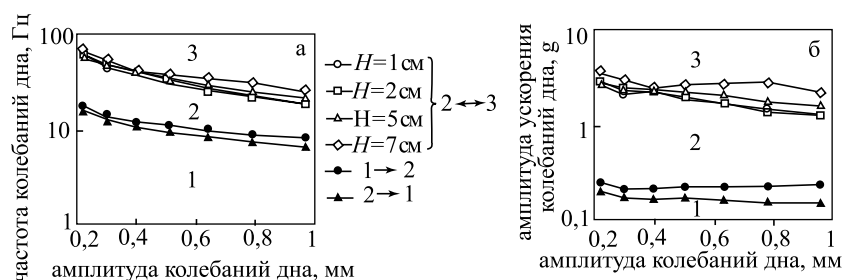 частота колебаний дна, Гц
100
10
1
3
а
2
1
0,2
0,4
0,6
0,8
1
амплитуда колебаний дна, мм
H=1см
H=2см
H=5см
H=7см
2↔3
1→2
2→1
амплитуда ускорения
колебаний дна, g
10
1
0,1
3
б
2
1
0,2
0,4
0,6
0,8
1
амплитуда колебаний дна, мм